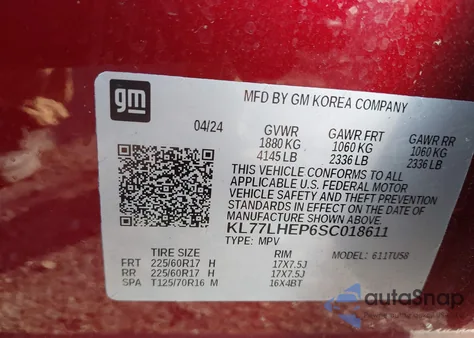 gm
MFD BY GM KOREA COMPANY
04/24 GVWR GAWR FRT GAWR RR
1880 KG 1060 KG 1060 KG
4145 LB 2336 LB 2336 LB
THIS VEHICLE CONFORMS TO ALL
APPLICABLE U.S. FEDERAL MOTOR
VEHICLE SAFETY AND THEFT PREVENTION
STANDARDS IN EFFECT ON THE DATE OF
MANUFACTURE SHOWN ABOVE.
KL77LHEP6SC018611
TYPE: MPV MODEL: 611TU58
TIRE SIZE RIM
FRT 225/60R17 H 17X7.5J
RR 225/60R17 H 17X7.5J
SPA T125/70R16 M 16X4BT
autoSnap